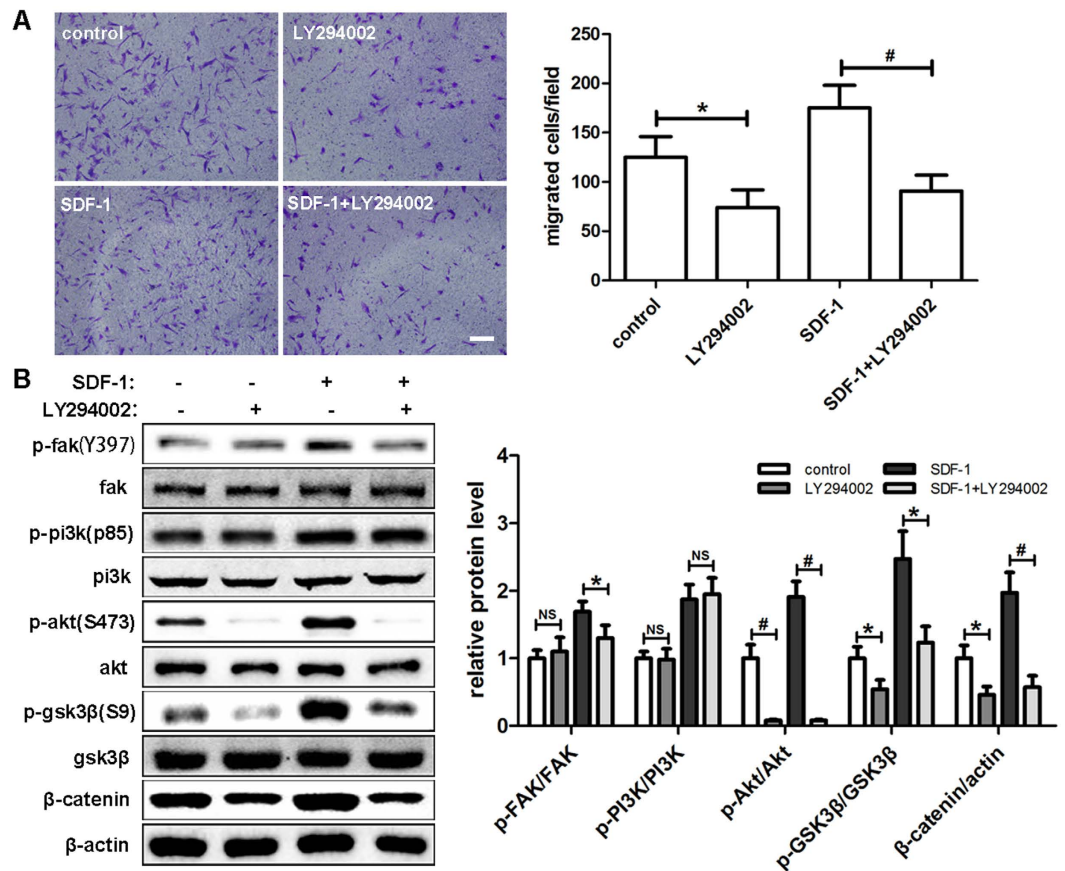 A
control
LY294002
SDF-1
SDF-1+LY294002
migrated cells/field
250
200
150
100
50
0
*
#
control
LY294002
SDF-1
SDF-1+LY294002
B
SDF-1: - - + +
LY294002: - + - +
p-fak(Y397)
fak
p-pi3k(p85)
pi3k
p-akt(S473)
akt
p-gsk3β(S9)
gsk3β
β-catenin
β-actin
relative protein level
4
3
2
1
0
control
LY294002
SDF-1
SDF-1+LY294002
NS
*
NS
NS
#
#
*
*
*
#
p-FAK/FAK
p-PI3K/PI3K
p-Akt/Akt
p-GSK3β/GSK3β
β-catenin/actin